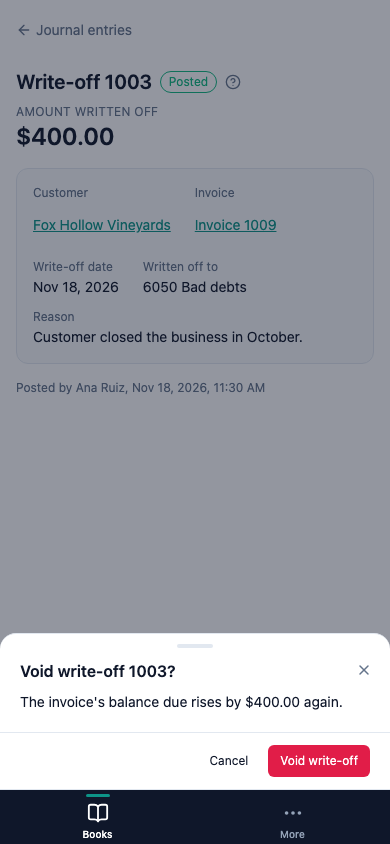 Journal entries
Write-off 1003 Posted
AMOUNT WRITTEN OFF
$400.00
Customer Invoice
Fox Hollow Vineyards Invoice 1009
Write-off date Written off to
Nov 18, 2026 6050 Bad debts
Reason
Customer closed the business in October.
Posted by Ana Ruiz, Nov 18, 2026, 11:30 AM
Void write-off 1003?
The invoice's balance due rises by $400.00 again.
Cancel Void write-off
Books More